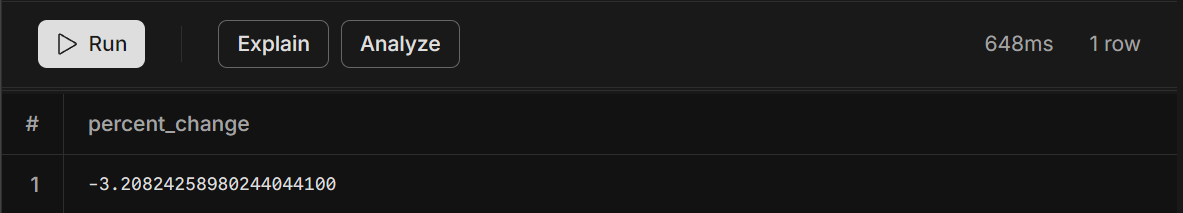 Run Explain Analyze 648ms 1 row
# percent_change
1 -3.20824258980244044100